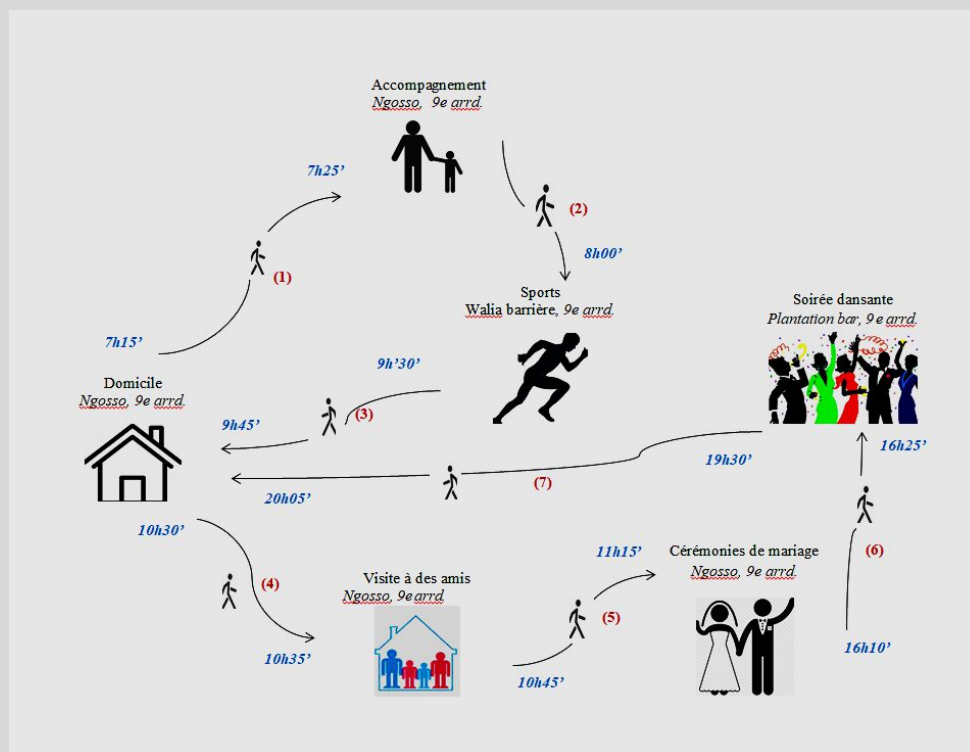 Accompagnement
Ngosso, 9e arrd.
7h25’
(2)
(1)
8h00’
Sports
Walia barrière, 9e arrd.
Soirée dansante
Plantation bar, 9e arrd.
7h15’
9h’30’
Domicile
Ngosso, 9e arrd.
(3)
9h45’
19h30’
16h25’
(7)
20h05’
10h30’
11h15’
Cérémonies de mariage
Ngosso, 9e arrd.
(6)
(4)
Visite à des amis
Ngosso, 9e arrd.
(5)
10h35’
10h45’
16h10’